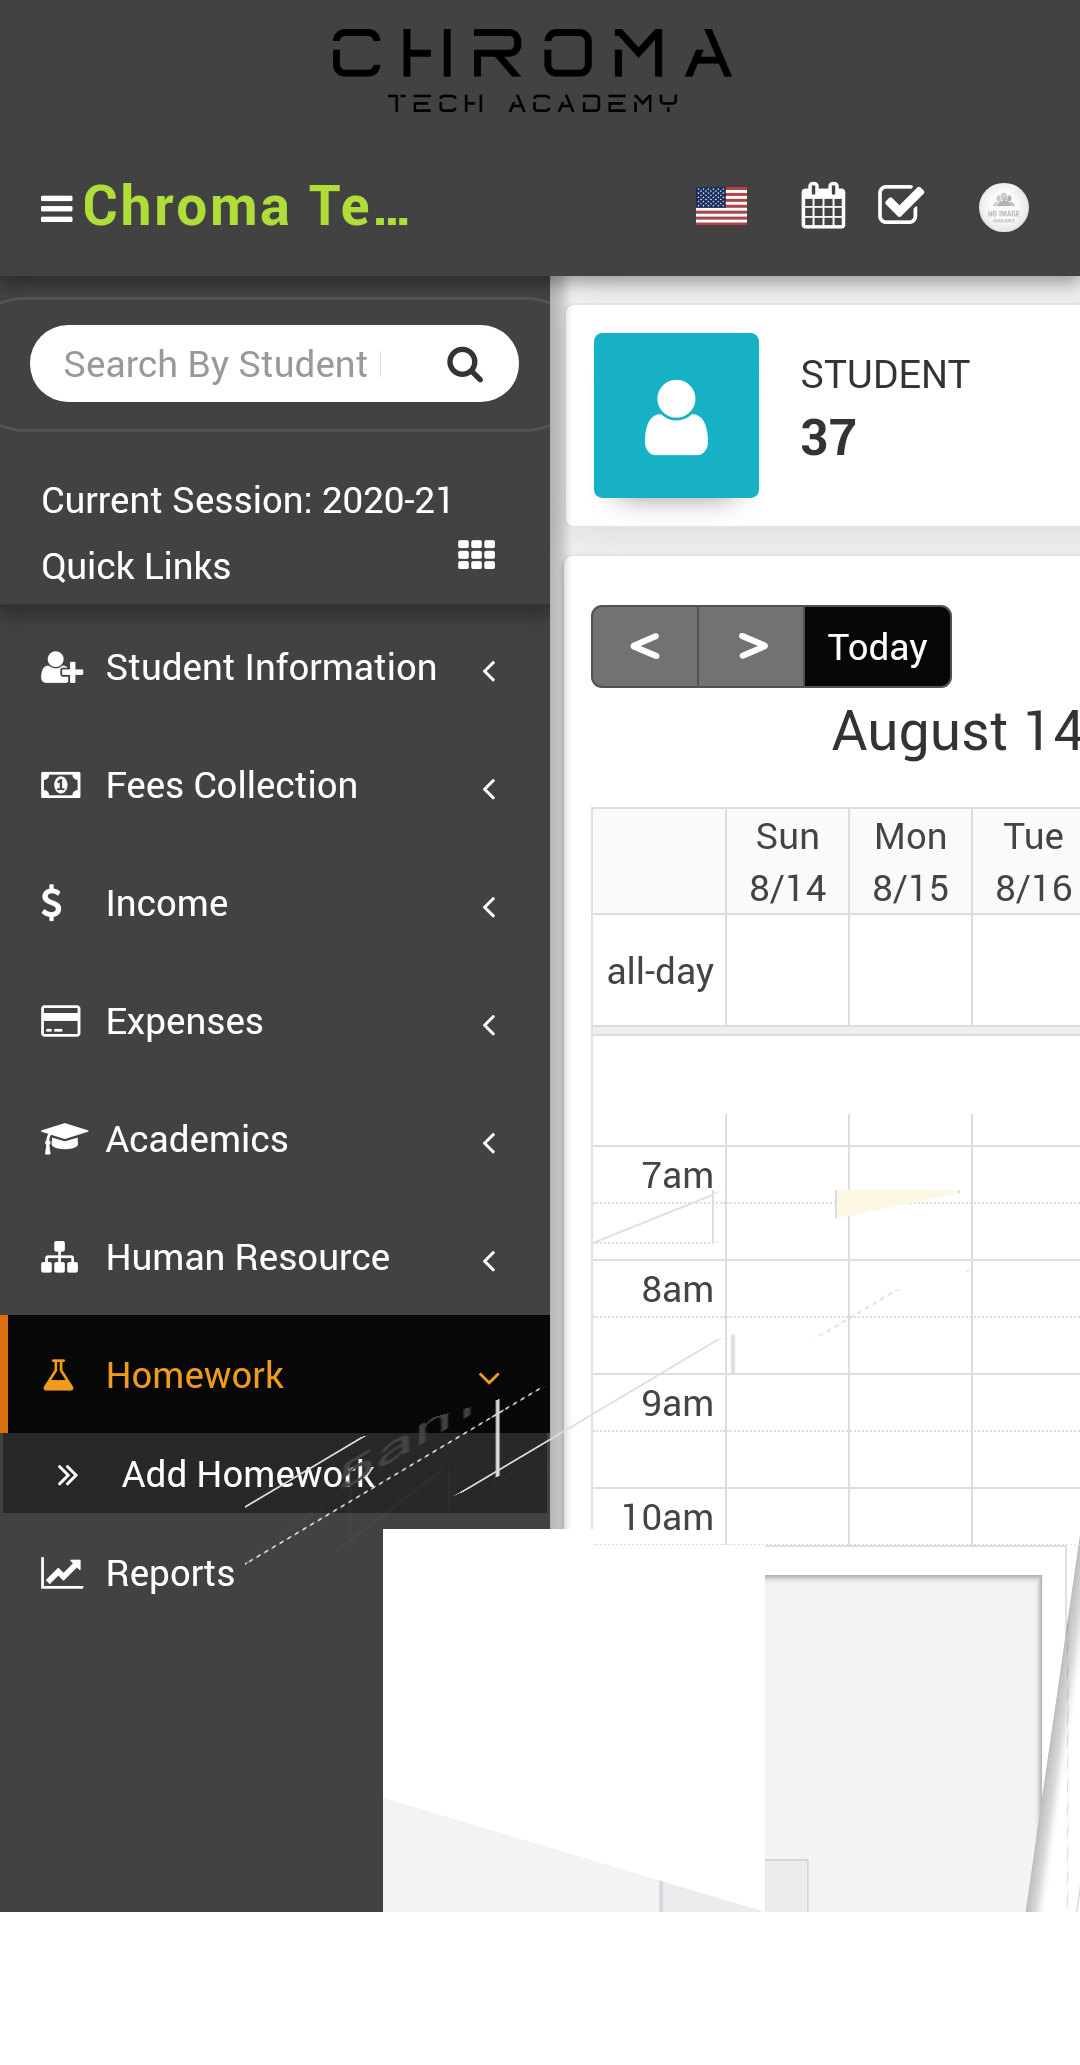 CHROMA
TECH ACADEMY
Chroma Te...
Search By Student
Current Session: 2020-21
Quick Links
Student Information
Fees Collection
Income
Expenses
Academics
Human Resource
Homework
Add Homework
Reports
STUDENT
37
< > Today
August 14
Sun Mon Tue
8/14 8/15 8/16
all-day
7am
8am
9am
10am